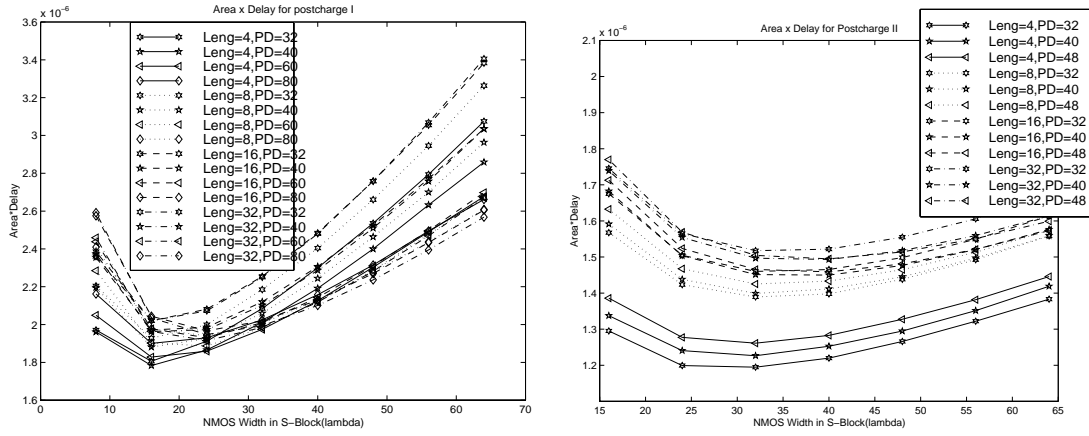 Area x Delay for postcharge I
x 10^-6
3.6
3.4
3.2
3
2.8
2.6
2.4
2.2
2
1.8
1.6
Area*Delay
0
10
20
30
40
50
60
70
NMOS Width in S-Block(lambda)
Leng=4,PD=32
Leng=4,PD=40
Leng=4,PD=60
Leng=4,PD=80
Leng=8,PD=32
Leng=8,PD=40
Leng=8,PD=60
Leng=8,PD=80
Leng=16,PD=32
Leng=16,PD=40
Leng=16,PD=60
Leng=16,PD=80
Leng=32,PD=32
Leng=32,PD=40
Leng=32,PD=60
Leng=32,PD=80
Area x Delay for Postcharge II
x 10^-6
2.1
2
1.9
1.8
1.7
1.6
1.5
1.4
1.3
1.2
1.1
Area*Delay
15
20
25
30
35
40
45
50
55
60
65
NMOS Width in S-Block(lambda)
Leng=4,PD=32
Leng=4,PD=40
Leng=4,PD=48
Leng=8,PD=32
Leng=8,PD=40
Leng=8,PD=48
Leng=16,PD=32
Leng=16,PD=40
Leng=16,PD=48
Leng=32,PD=32
Leng=32,PD=40
Leng=32,PD=48